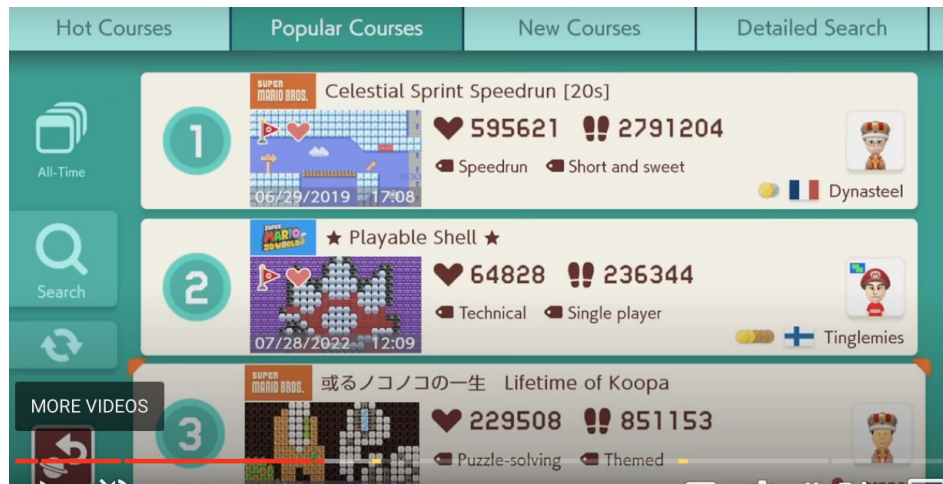 Hot Courses
Popular Courses
New Courses
Detailed Search
All-Time
Search
MORE VIDEOS
1
SUPER
MARIO BROS.
Celestial Sprint Speedrun [20s]
595621 2791204
Speedrun Short and sweet
06/29/2019 17:08
Dynasteel
2
SUPER
MARIO
3D WORLD
★ Playable Shell ★
64828 236344
Technical Single player
07/28/2022 12:09
Tinglemies
3
SUPER
MARIO BROS.
或るノコノコの一生 Lifetime of Koopa
229508 851153
Puzzle-solving Themed